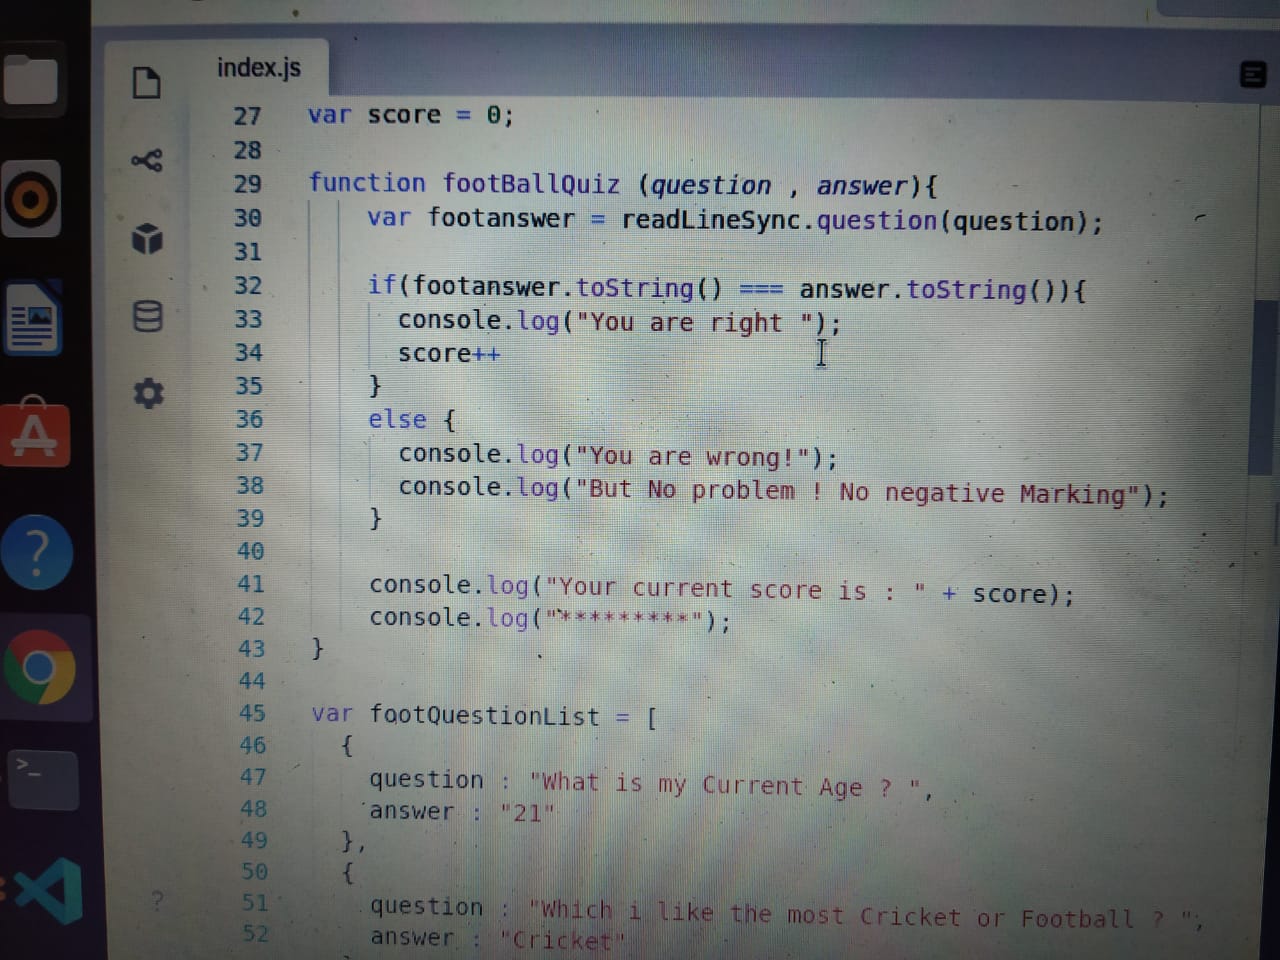 index.js
27 var score = 0;
28
29 function footBallQuiz (question , answer){
30 var footanswer = readLineSync.question(question);
31
32 if(footanswer.toString() === answer.toString()){
33 console.log("You are right ");
34 score++
35 }
36 else {
37 console.log("You are wrong!");
38 console.log("But No problem ! No negative Marking");
39 }
40
41 console.log("Your current score is : " + score);
42 console.log("*********");
43 }
44
45 var footQuestionList = [
46 {
47 question : "What is my Current Age ? ",
48 answer : "21"
49 },
50 {
51 question : "Which i like the most Cricket or Football ? ",
52 answer : "Cricket"